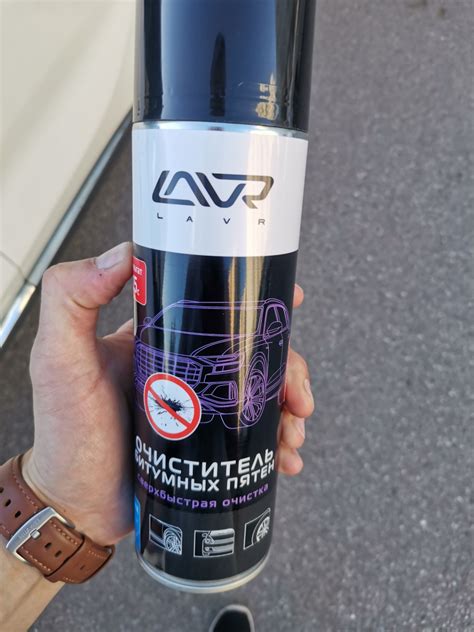 LAVR
LAVR
ОЧИСТИТЕЛЬ
БИТУМНЫХ ПЯТЕН
сверхбыстрая очистка